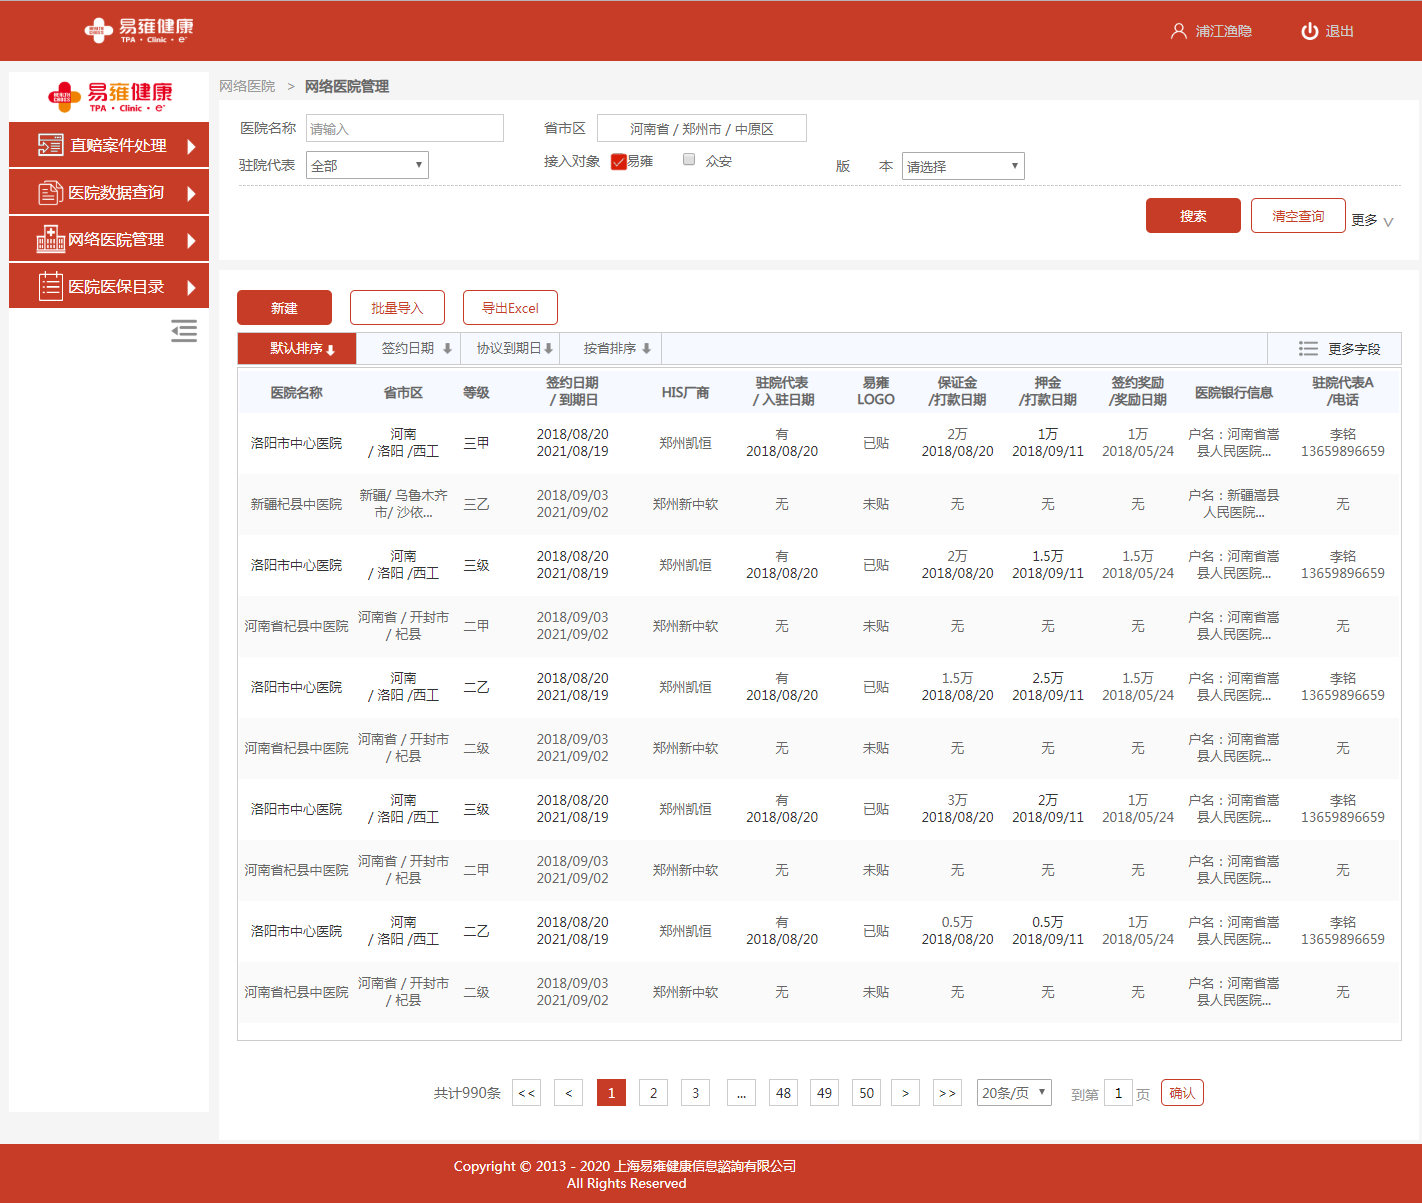 易雍健康
TPA · Clinic · e⁺
浦江渔隐
退出
易雍健康
TPA · Clinic · e⁺
直赔案件处理
医院数据查询
网络医院管理
医院医保目录
网络医院 > 网络医院管理
医院名称 请输入 省市区 河南省 / 郑州市 / 中原区
驻院代表 全部 接入对象 易雍 众安 版 本 请选择
搜索 清空查询 更多
新建 批量导入 导出Excel
默认排序 签约日期 协议到期日 按省排序 更多字段
医院名称 省市区 等级 签约日期 / 到期日 HIS厂商 驻院代表 / 入驻日期 易雍 LOGO 保证金 /打款日期 押金 /打款日期 签约奖励 /奖励日期 医院银行信息 驻院代表A /电话
洛阳市中心医院 河南 / 洛阳 /西工 三甲 2018/08/20 2021/08/19 郑州凯恒 有 2018/08/20 已贴 2万 2018/08/20 1万 2018/09/11 1万 2018/05/24 户名：河南省嵩县人民医院... 李铭 13659896659
新疆杞县中医院 新疆/ 乌鲁木齐市/ 沙依... 三乙 2018/09/03 2021/09/02 郑州新中软 无 未贴 无 无 无 户名：新疆嵩县人民医院... 无
洛阳市中心医院 河南 / 洛阳 /西工 三级 2018/08/20 2021/08/19 郑州凯恒 有 2018/08/20 已贴 2万 2018/08/20 1.5万 2018/09/11 1.5万 2018/05/24 户名：河南省嵩县人民医院... 李铭 13659896659
河南省杞县中医院 河南省 / 开封市 / 杞县 二甲 2018/09/03 2021/09/02 郑州新中软 无 未贴 无 无 无 户名：河南省嵩县人民医院... 无
洛阳市中心医院 河南 / 洛阳 /西工 二乙 2018/08/20 2021/08/19 郑州凯恒 有 2018/08/20 已贴 1.5万 2018/08/20 2.5万 2018/09/11 1.5万 2018/05/24 户名：河南省嵩县人民医院... 李铭 13659896659
河南省杞县中医院 河南省 / 开封市 / 杞县 二级 2018/09/03 2021/09/02 郑州新中软 无 未贴 无 无 无 户名：河南省嵩县人民医院... 无
洛阳市中心医院 河南 / 洛阳 /西工 三级 2018/08/20 2021/08/19 郑州凯恒 有 2018/08/20 已贴 3万 2018/08/20 2万 2018/09/11 1万 2018/05/24 户名：河南省嵩县人民医院... 李铭 13659896659
河南省杞县中医院 河南省 / 开封市 / 杞县 二甲 2018/09/03 2021/09/02 郑州新中软 无 未贴 无 无 无 户名：河南省嵩县人民医院... 无
洛阳市中心医院 河南 / 洛阳 /西工 二乙 2018/08/20 2021/08/19 郑州凯恒 有 2018/08/20 已贴 0.5万 2018/08/20 0.5万 2018/09/11 1万 2018/05/24 户名：河南省嵩县人民医院... 李铭 13659896659
河南省杞县中医院 河南省 / 开封市 / 杞县 二级 2018/09/03 2021/09/02 郑州新中软 无 未贴 无 无 无 户名：河南省嵩县人民医院... 无
共计990条 << < 1 2 3 ... 48 49 50 > >> 20条/页 到第 1 页 确认
Copyright © 2013 - 2020 上海易雍健康信息諮詢有限公司
All Rights Reserved